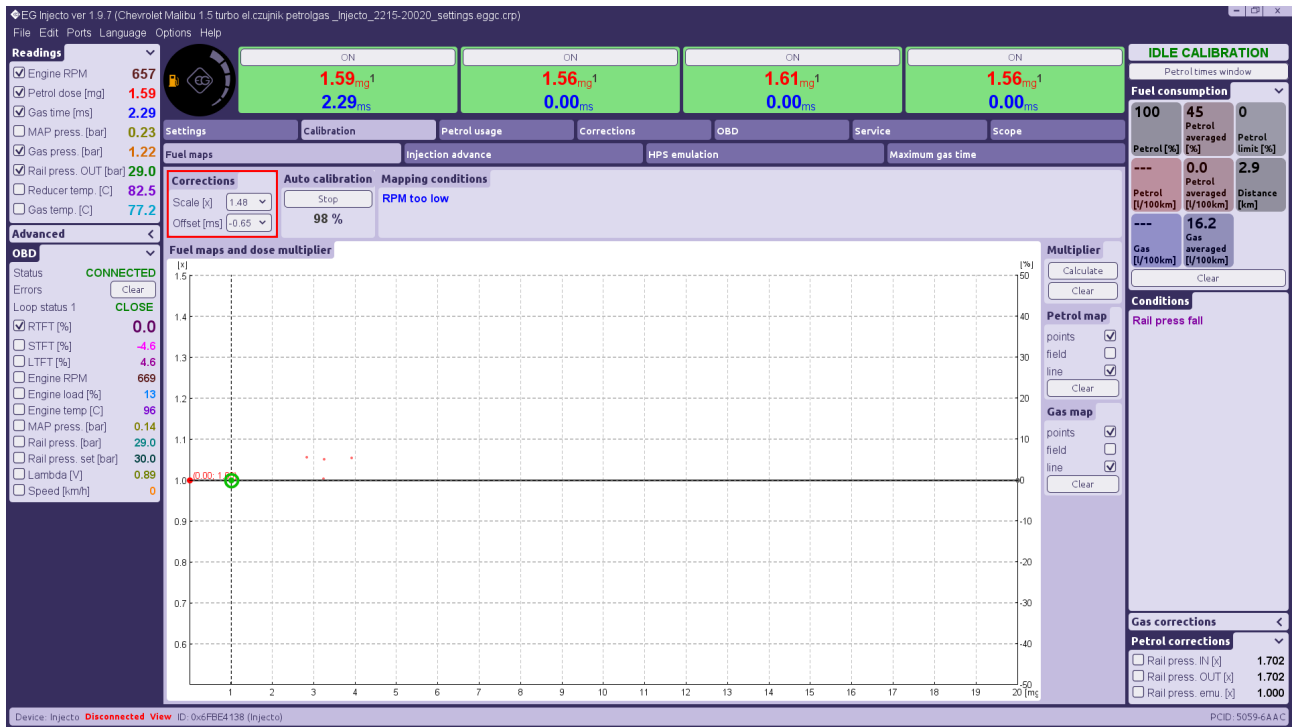 EG Injecto ver 1.9.7 (Chevrolet Malibu 1.5 turbo el.czujnik petrolgas _Injecto_2215-20020_settings.eggc.crp)
File Edit Ports Language Options Help
Readings
Engine RPM 657
Petrol dose [mg] 1.59
Gas time [ms] 2.29
MAP press. [bar] 0.23
Gas press. [bar] 1.22
Rail press. OUT [bar] 29.0
Reducer temp. [C] 82.5
Gas temp. [C] 77.2
Advanced
OBD
Status CONNECTED
Errors Clear
Loop status 1 CLOSE
RTFT [%] 0.0
STFT [%] -4.6
LTFT [%] 4.6
Engine RPM 669
Engine load [%] 13
Engine temp [C] 96
MAP press. [bar] 0.14
Rail press. [bar] 29.0
Rail press. set [bar] 30.0
Lambda [V] 0.89
Speed [km/h] 0
EG
ON ON ON ON
1.59mg1 1.56mg1 1.61mg1 1.56mg1
2.29ms 0.00ms 0.00ms 0.00ms
Settings Calibration Petrol usage Corrections OBD Service Scope
Fuel maps Injection advance HPS emulation Maximum gas time
Corrections
Scale [x] 1.48
Offset [ms] -0.65
Auto calibration
Stop
98 %
Mapping conditions
RPM too low
Fuel maps and dose multiplier
[x] [%]
1.5 50
1.4 40
1.3 30
1.2 20
1.1 10
1.0 0
0.9 -10
0.8 -20
0.7 -30
0.6 -40
-50
1 2 3 4 5 6 7 8 9 10 11 12 13 14 15 16 17 18 19 20 [mg
Multiplier
Calculate
Clear
Petrol map
points
field
line
Clear
Gas map
points
field
line
Clear
IDLE CALIBRATION
Petrol times window
Fuel consumption
100 Petrol [%]
45 Petrol averaged [%]
0 Petrol limit [%]
--- Petrol [l/100km]
0.0 Petrol averaged [l/100km]
2.9 Distance [km]
--- Gas [l/100km]
16.2 Gas averaged [l/100km]
Clear
Conditions
Rail press fall
Gas corrections
Petrol corrections
Rail press. IN [x] 1.702
Rail press. OUT [x] 1.702
Rail press. emu. [x] 1.000
Device: Injecto Disconnected View ID: 0x6FBE4138 (Injecto) PCID: 5059-6AAC